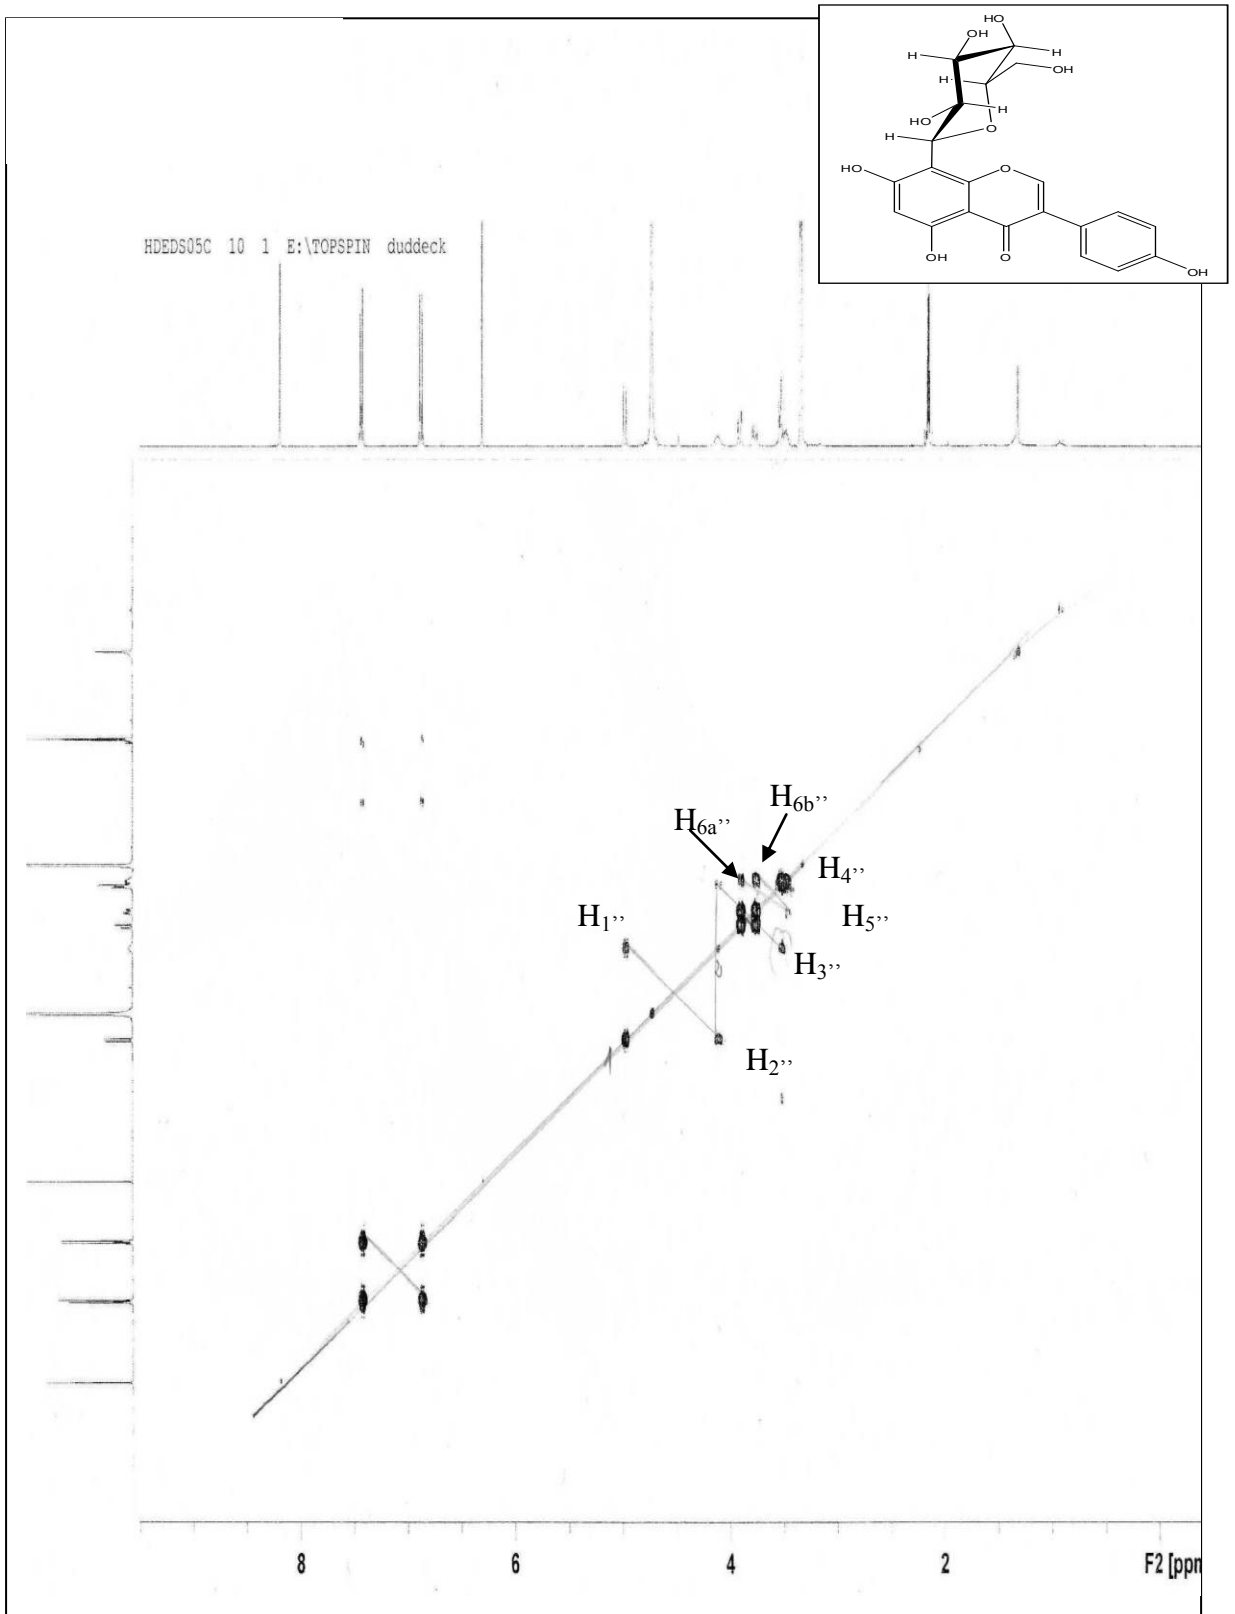 HO
OH
H
H
OH
H
H
HO
O
H
HO
O
OH
O
OH
HDEDS05C 10 1 E:\TOPSPIN duddeck
H6b’’
H6a’’
H4’’
H1’’
H5’’
H3’’
H2’’
8 6 4 2 F2 [ppm